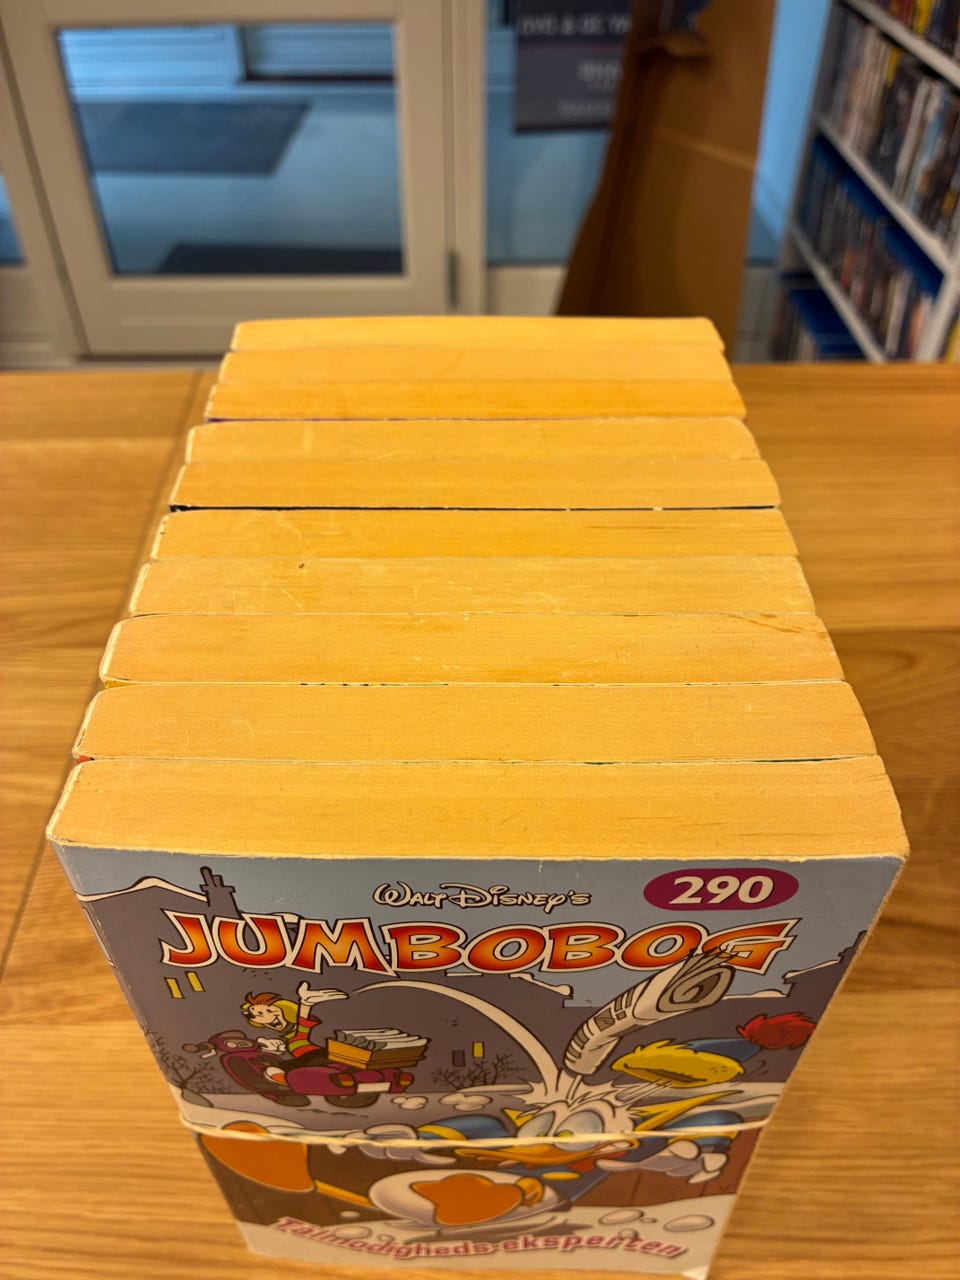 WALT DISNEY'S
290
JUMBOBOG
Tålmodigheds-eksperten